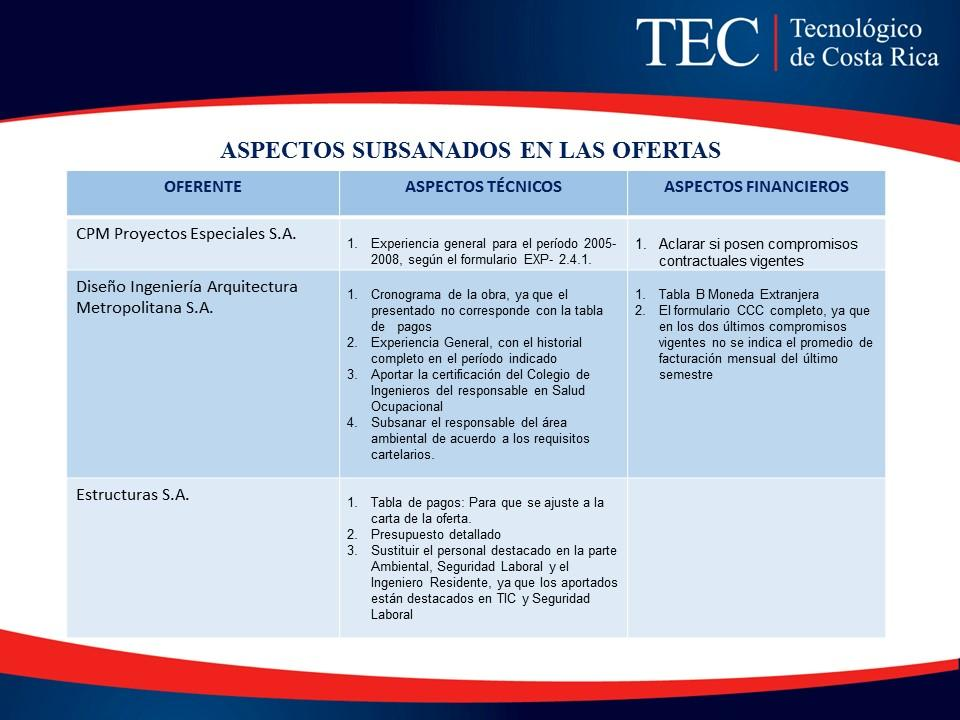 TEC
Tecnológico
de Costa Rica
ASPECTOS SUBSANADOS EN LAS OFERTAS
OFERENTE
ASPECTOS TÉCNICOS
ASPECTOS FINANCIEROS
CPM Proyectos Especiales S.A.
1. Experiencia general para el período 2005-
2008, según el formulario EXP- 2.4.1.
1. Aclarar si posen compromisos
contractuales vigentes
Diseño Ingeniería Arquitectura
Metropolitana S.A.
1. Cronograma de la obra, ya que el
presentado no corresponde con la tabla
de pagos
2. Experiencia General, con el historial
completo en el período indicado
3. Aportar la certificación del Colegio de
Ingenieros del responsable en Salud
Ocupacional
4. Subsanar el responsable del área
ambiental de acuerdo a los requisitos
cartelarios.
1. Tabla B Moneda Extranjera
2. El formulario CCC completo, ya que
en los dos últimos compromisos
vigentes no se indica el promedio de
facturación mensual del último
semestre
Estructuras S.A.
1. Tabla de pagos: Para que se ajuste a la
carta de la oferta.
2. Presupuesto detallado
3. Sustituir el personal destacado en la parte
Ambiental, Seguridad Laboral y el
Ingeniero Residente, ya que los aportados
están destacados en TIC y Seguridad
Laboral